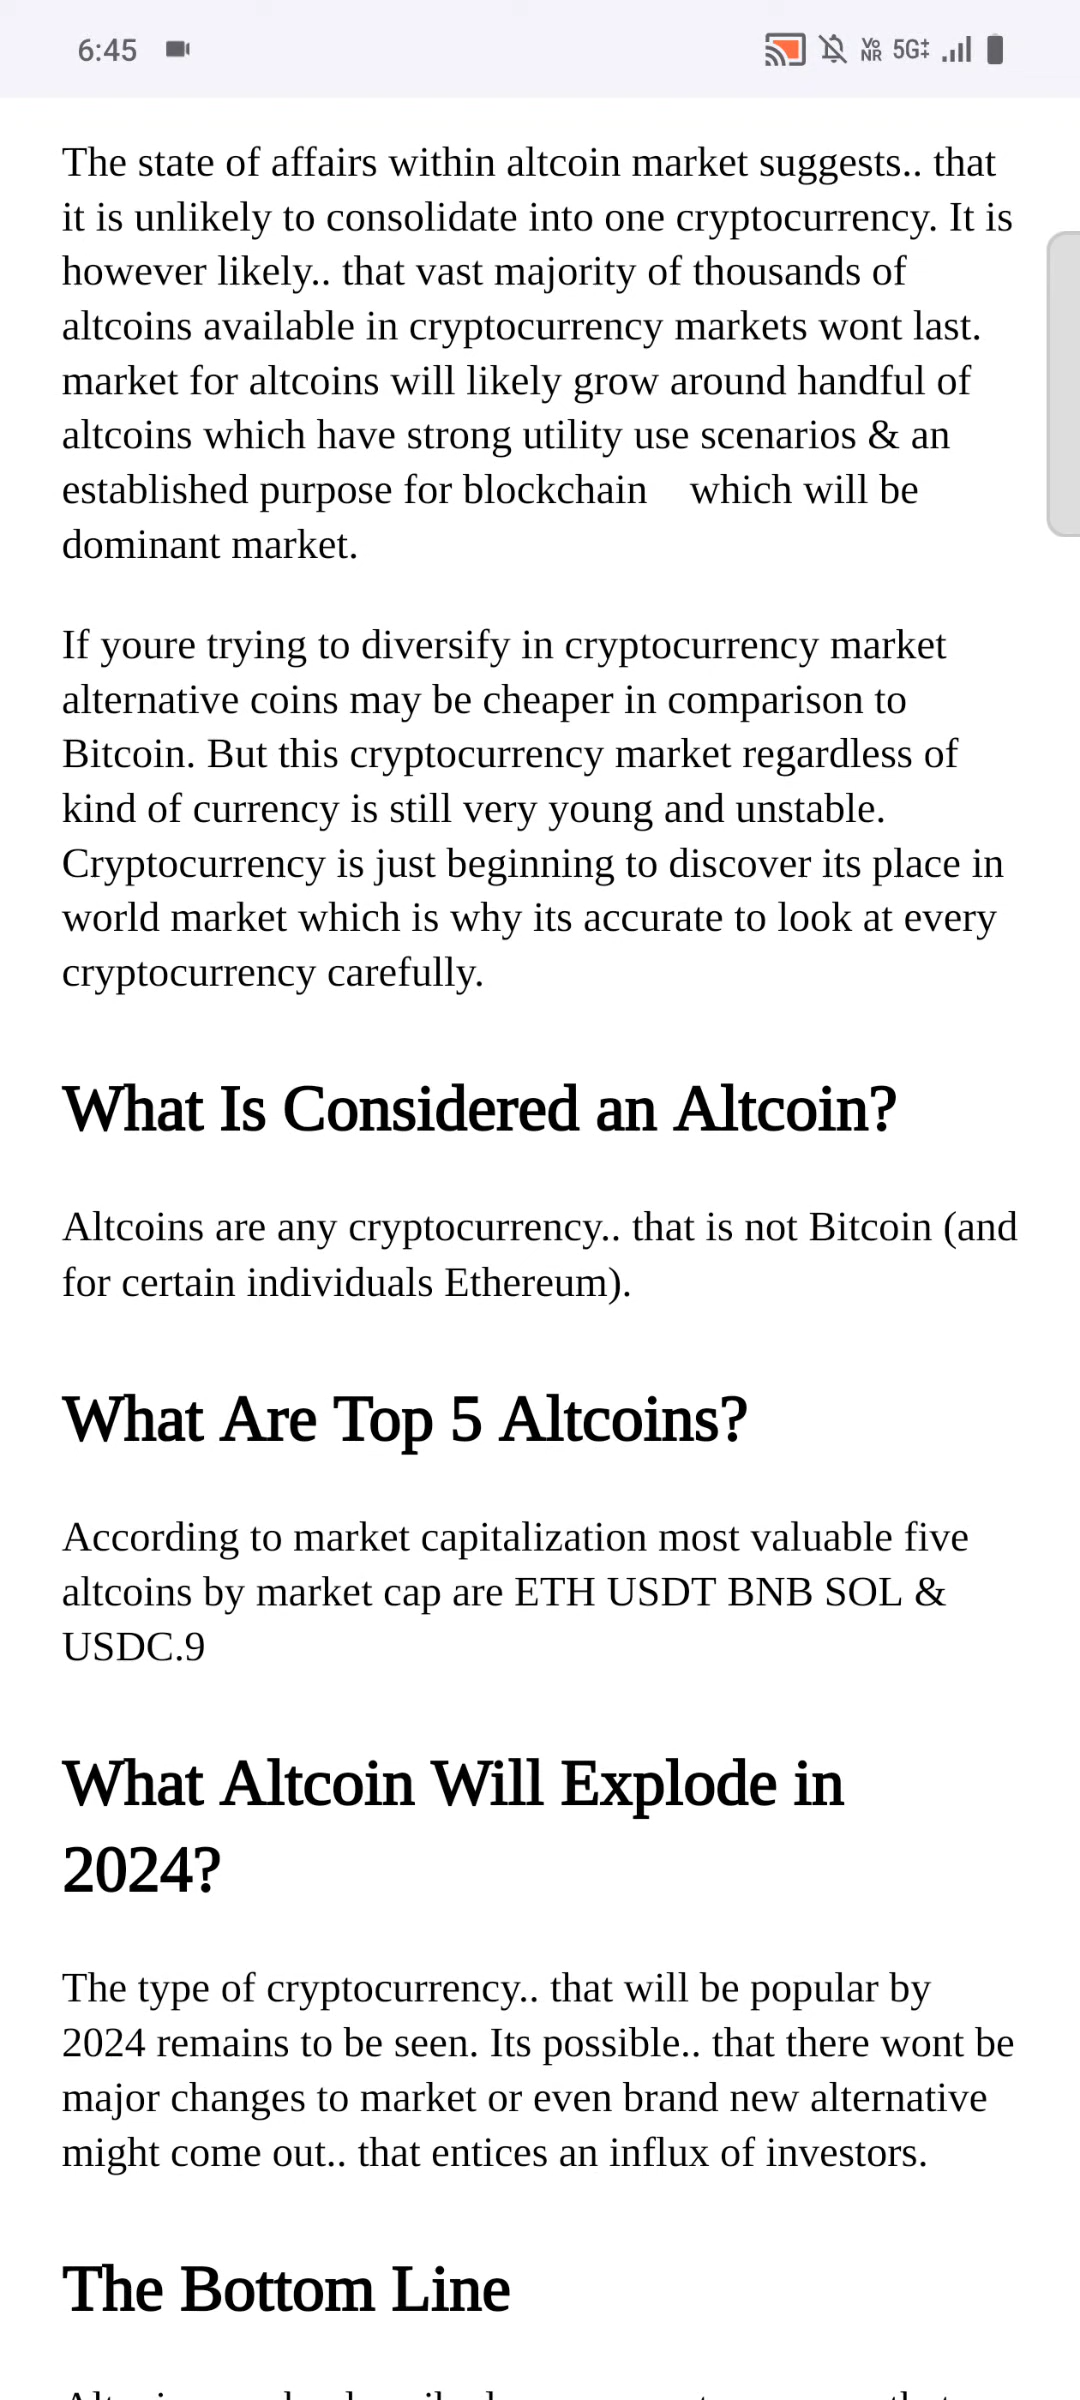 6:45
Vo
NR 5G‡
The state of affairs within altcoin market suggests.. that
it is unlikely to consolidate into one cryptocurrency. It is
however likely.. that vast majority of thousands of
altcoins available in cryptocurrency markets wont last.
market for altcoins will likely grow around handful of
altcoins which have strong utility use scenarios & an
established purpose for blockchain    which will be
dominant market.
If youre trying to diversify in cryptocurrency market
alternative coins may be cheaper in comparison to
Bitcoin. But this cryptocurrency market regardless of
kind of currency is still very young and unstable.
Cryptocurrency is just beginning to discover its place in
world market which is why its accurate to look at every
cryptocurrency carefully.
What Is Considered an Altcoin?
Altcoins are any cryptocurrency.. that is not Bitcoin (and
for certain individuals Ethereum).
What Are Top 5 Altcoins?
According to market capitalization most valuable five
altcoins by market cap are ETH USDT BNB SOL &
USDC.9
What Altcoin Will Explode in
2024?
The type of cryptocurrency.. that will be popular by
2024 remains to be seen. Its possible.. that there wont be
major changes to market or even brand new alternative
might come out.. that entices an influx of investors.
The Bottom Line